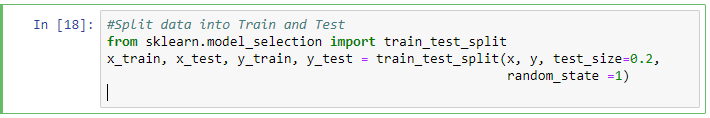 In [18]: #Split data into Train and Test
from sklearn.model_selection import train_test_split
x_train, x_test, y_train, y_test = train_test_split(x, y, test_size=0.2,
random_state =1)